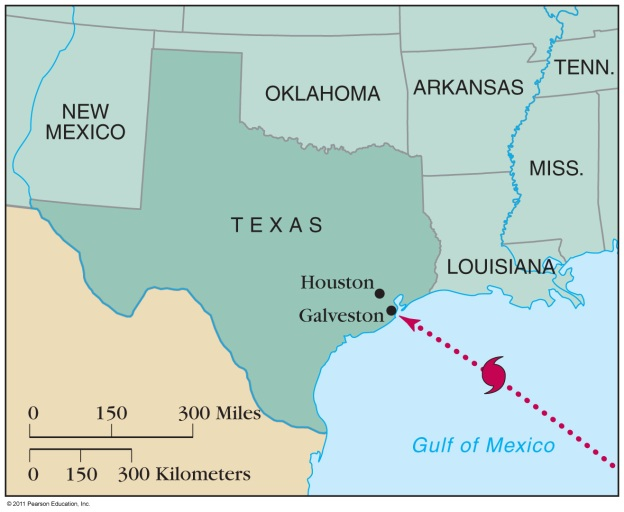 TENN.
OKLAHOMA
ARKANSAS
NEW
MEXICO
MISS.
TEXAS
LOUISIANA
Houston
Galveston
0 150 300 Miles
0 150 300 Kilometers
Gulf of Mexico
© 2011 Pearson Education, Inc.